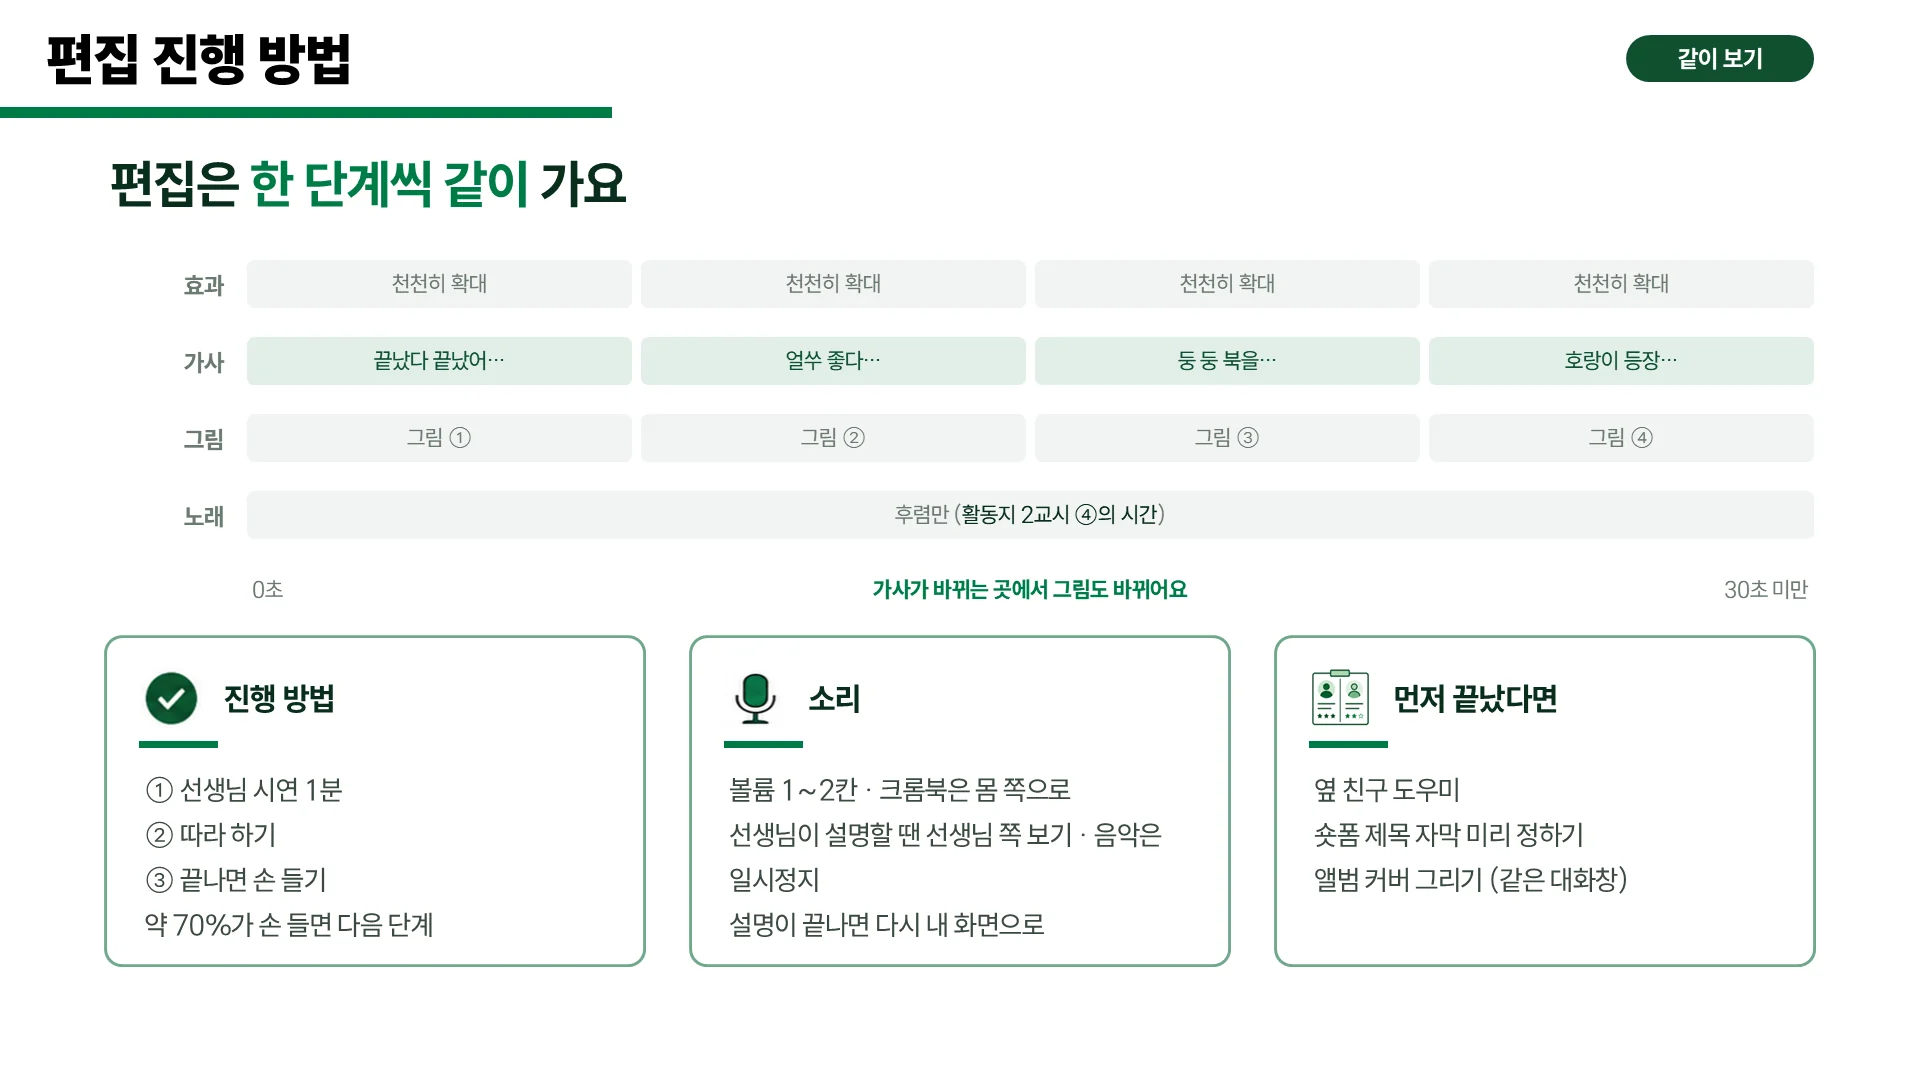 편집 진행 방법
같이 보기
편집은 한 단계씩 같이 가요
효과 천천히 확대 천천히 확대 천천히 확대 천천히 확대
가사 끝났다 끝났어… 얼쑤 좋다… 둥 둥 북을… 호랑이 등장…
그림 그림 ① 그림 ② 그림 ③ 그림 ④
노래 후렴만 (활동지 2교시 ④의 시간)
0초 가사가 바뀌는 곳에서 그림도 바뀌어요 30초 미만
진행 방법
① 선생님 시연 1분
② 따라 하기
③ 끝나면 손 들기
약 70%가 손 들면 다음 단계
소리
볼륨 1~2칸 · 크롬북은 몸 쪽으로
선생님이 설명할 땐 선생님 쪽 보기 · 음악은
일시정지
설명이 끝나면 다시 내 화면으로
먼저 끝났다면
옆 친구 도우미
숏폼 제목 자막 미리 정하기
앨범 커버 그리기 (같은 대화창)